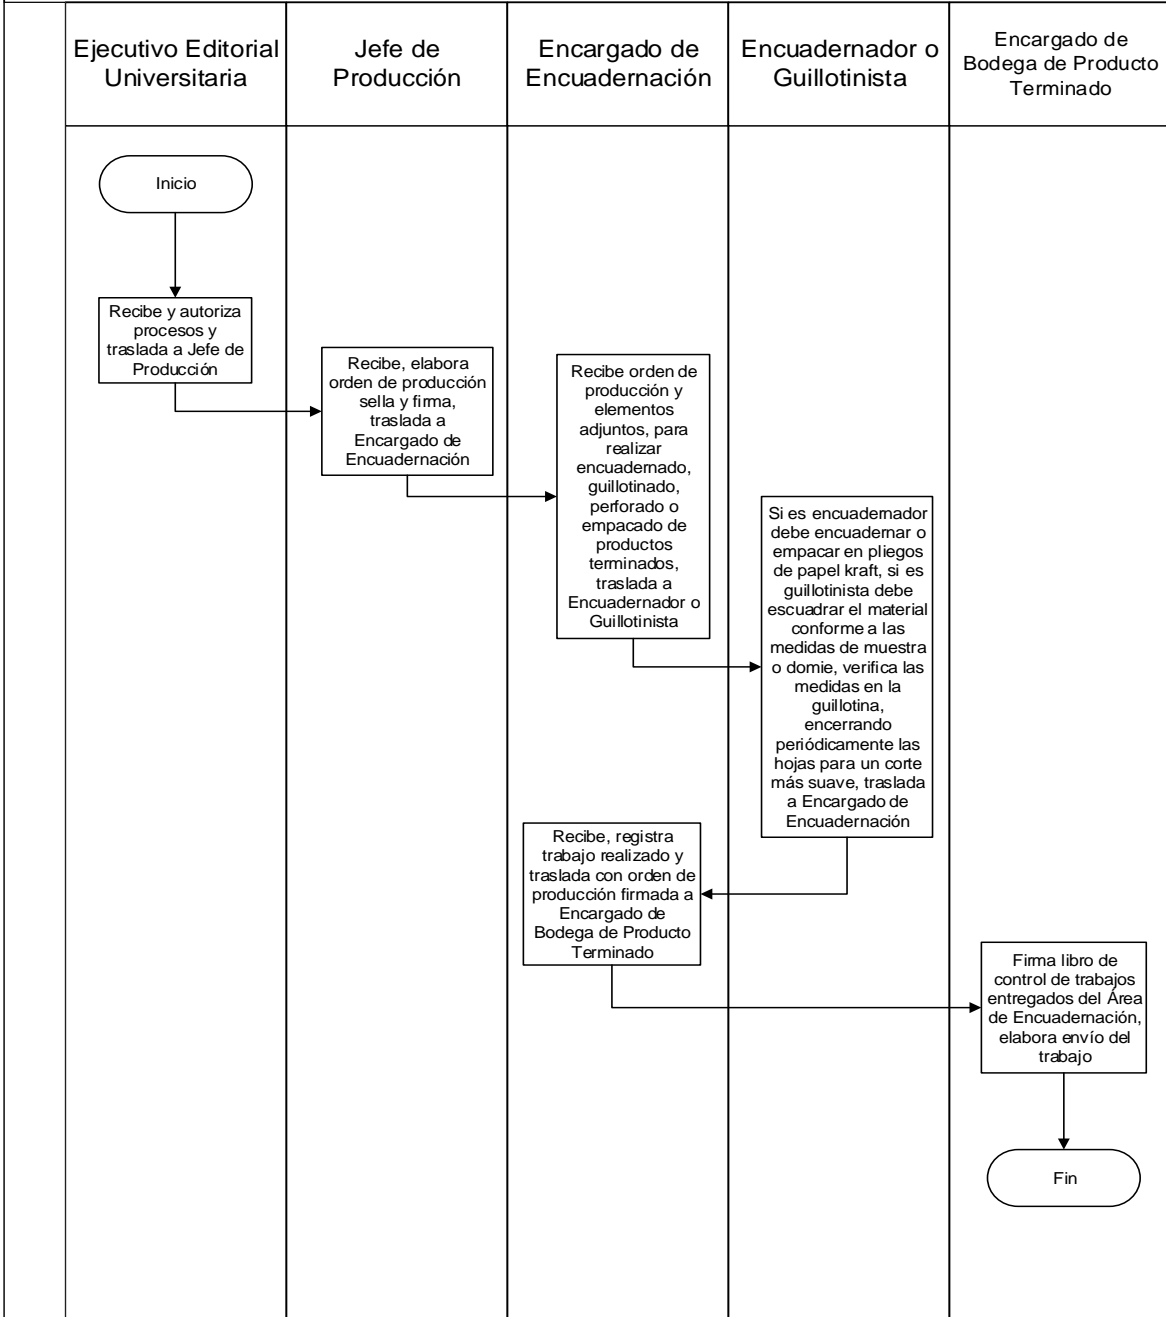 Ejecutivo Editorial
Universitaria
Jefe de
Producción
Encargado de
Encuadernación
Encuadernador o
Guillotinista
Encargado de
Bodega de Producto
Terminado
Inicio
Recibe y autoriza
procesos y
traslada a Jefe de
Producción
Recibe, elabora
orden de producción
sella y firma,
traslada a
Encargado de
Encuadernación
Recibe orden de
producción y
elementos
adjuntos, para
realizar
encuadernado,
guillotinado,
perforado o
empacado de
productos
terminados,
traslada a
Encuadernador o
Guillotinista
Si es encuadernador
debe encuadernar o
empacar en pliegos
de papel kraft, si es
guillotinista debe
escuadrar el material
conforme a las
medidas de muestra
o domie, verifica las
medidas en la
guillotina,
encerrando
periódicamente las
hojas para un corte
más suave, traslada
a Encargado de
Encuadernación
Recibe, registra
trabajo realizado y
traslada con orden de
producción firmada a
Encargado de
Bodega de Producto
Terminado
Firma libro de
control de trabajos
entregados del Área
de Encuadernación,
elabora envío del
trabajo
Fin